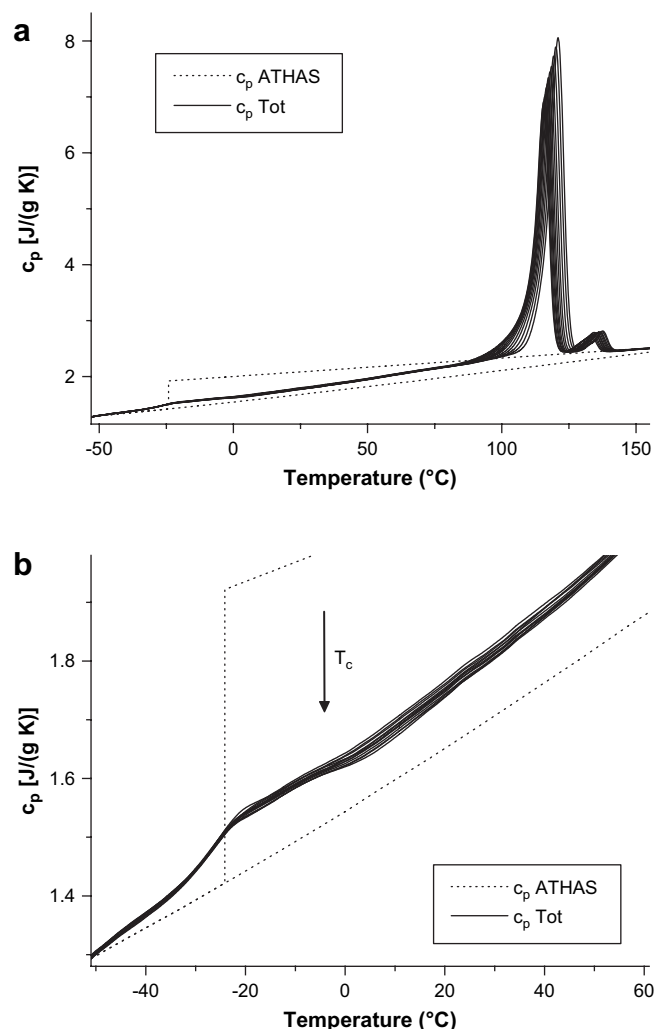 a
8
6
4
2
c_p [J/(g K)]
c_p ATHAS
c_p Tot
-50 0 50 100 150
Temperature (°C)
b
1.8
1.6
1.4
c_p [J/(g K)]
T_c
c_p ATHAS
c_p Tot
-40 -20 0 20 40 60
Temperature (°C)